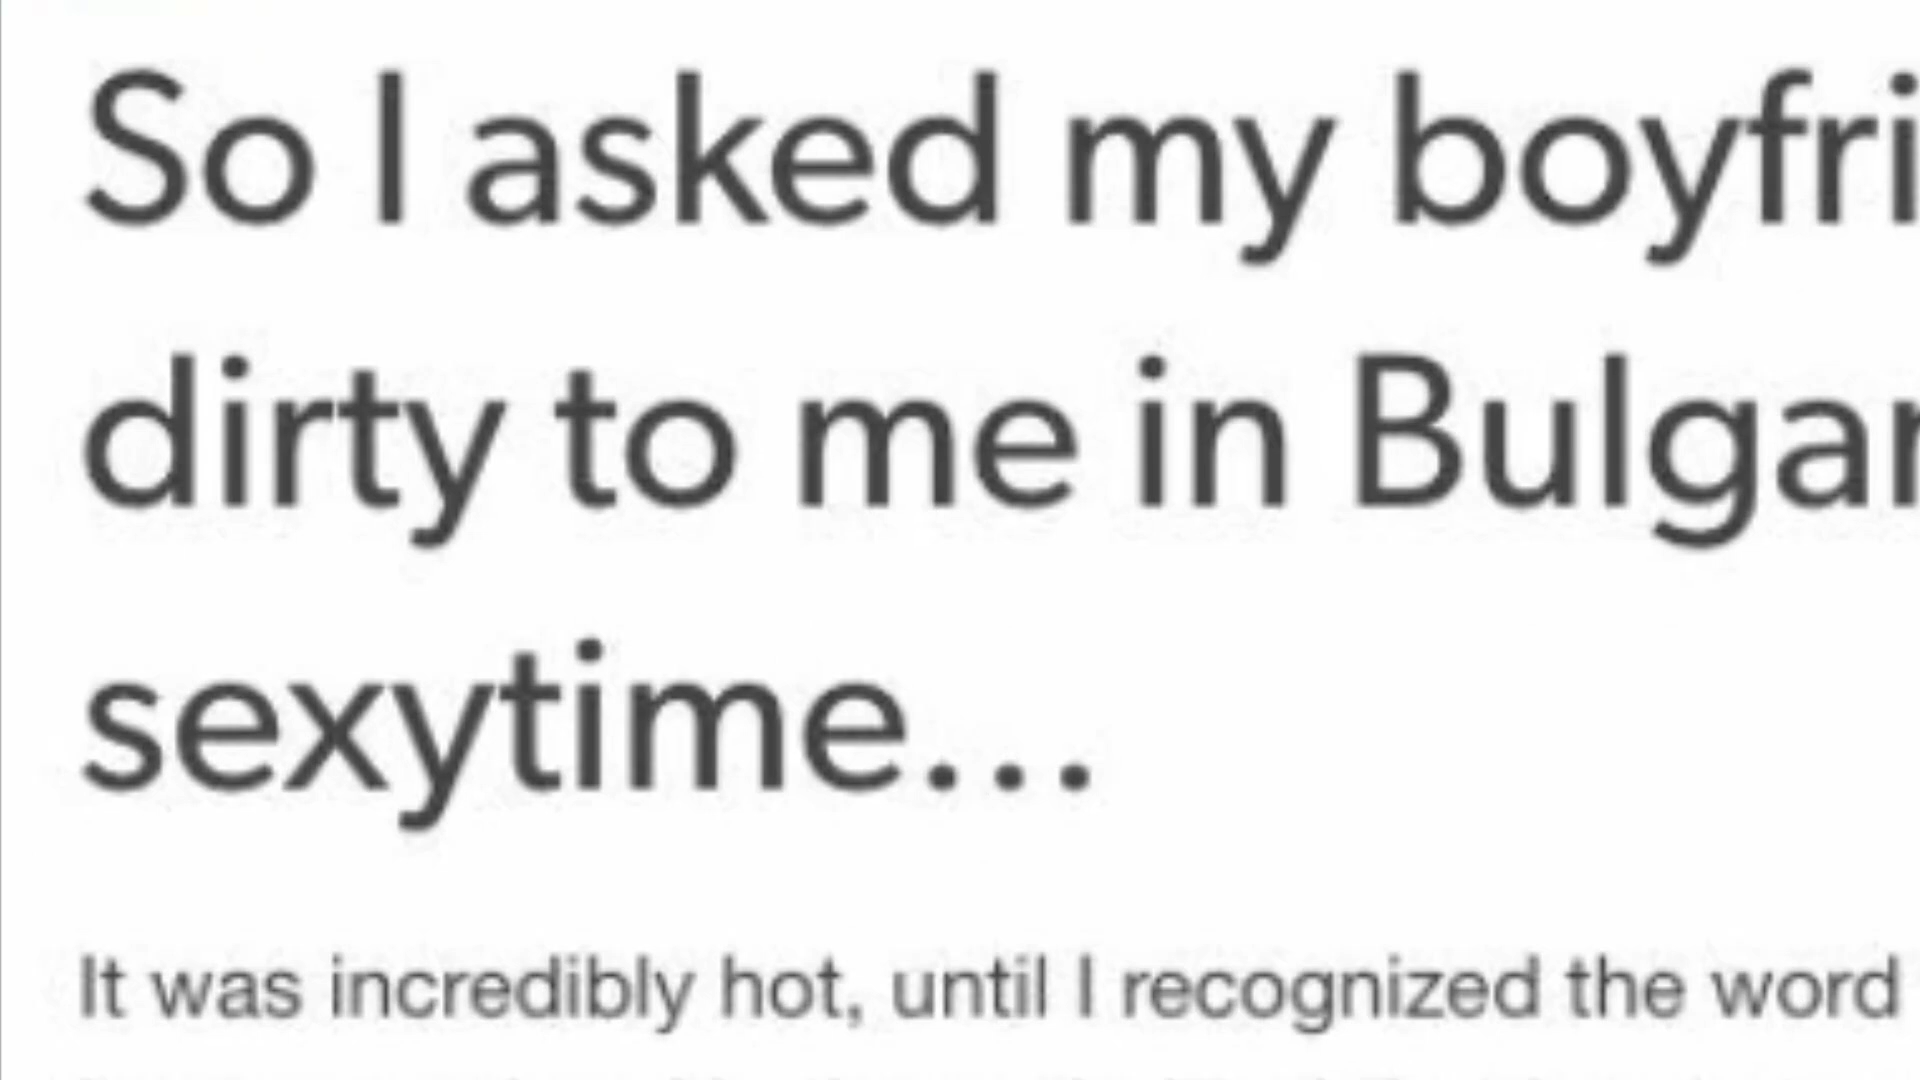 So I asked my boyfri
dirty to me in Bulgar
sexytime...
It was incredibly hot, until I recognized the word